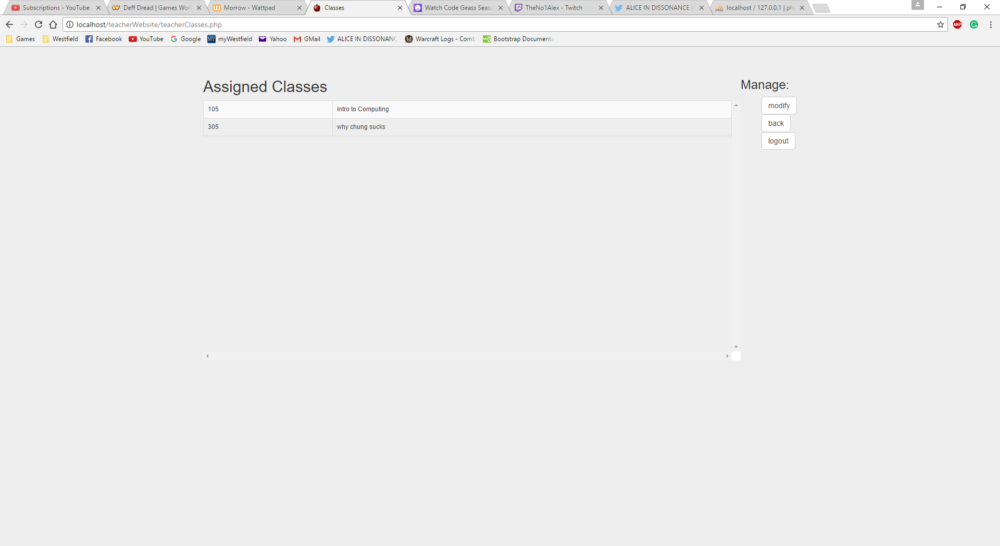 Subscriptions - YouTube
Deff Dread | Games Wor
Morrow - Wattpad
Classes
Watch Code Geass Seaso
TheNo1Alex - Twitch
ALICE IN DISSONANCE (
localhost / 127.0.0.1 | ph
localhost/teacherWebsite/teacherClasses.php
ABP
Games
Westfield
Facebook
YouTube
Google
MY myWestfield
Yahoo
GMail
ALICE IN DISSONANC
Warcraft Logs - Comb
Bootstrap Documenta
Assigned Classes
Manage:
105 Intro to Computing
modify
305 why chung sucks
back
logout